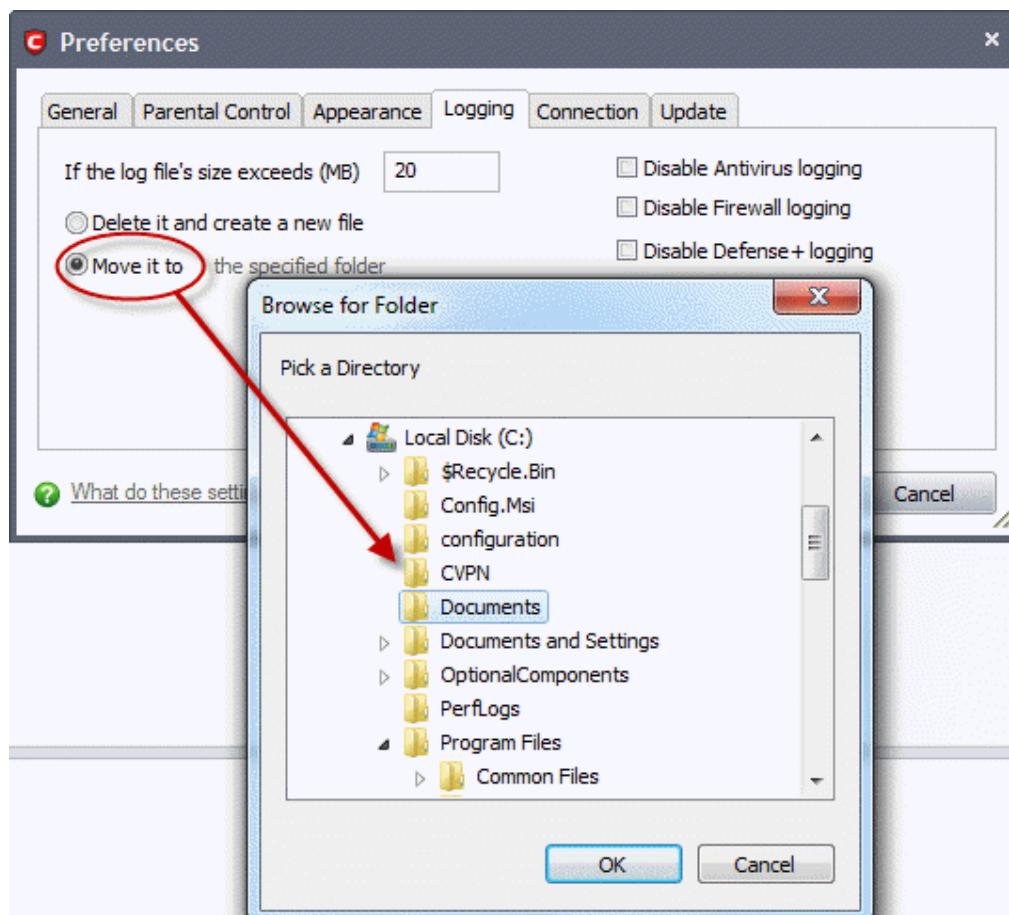 Preferences
General Parental Control Appearance Logging Connection Update
If the log file's size exceeds (MB) 20
Disable Antivirus logging
Delete it and create a new file
Disable Firewall logging
Move it to the specified folder
Disable Defense+ logging
Browse for Folder
Pick a Directory
Local Disk (C:)
$Recycle.Bin
Config.Msi
configuration
CVPN
Documents
Documents and Settings
OptionalComponents
PerfLogs
Program Files
Common Files
What do these
Cancel
OK Cancel